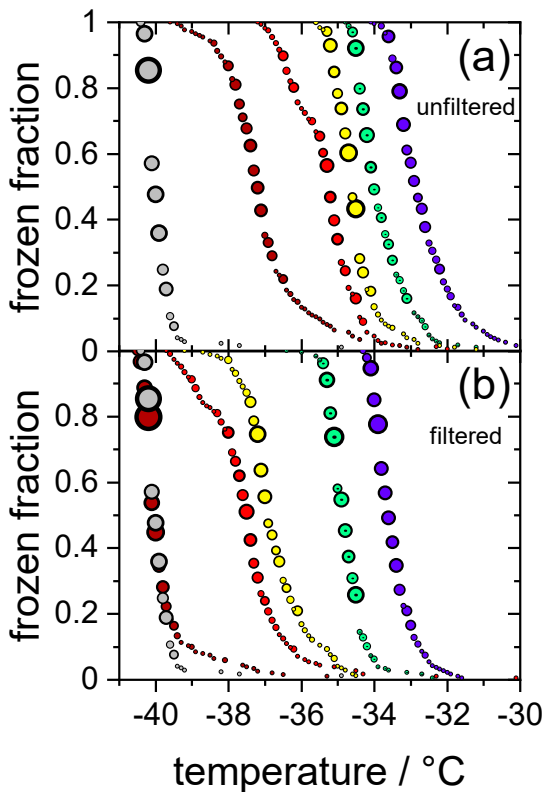 (a)
unfiltered
frozen fraction
1
0.8
0.6
0.4
0.2
0
(b)
filtered
frozen fraction
0.8
0.6
0.4
0.2
0
-40 -38 -36 -34 -32 -30
temperature / °C